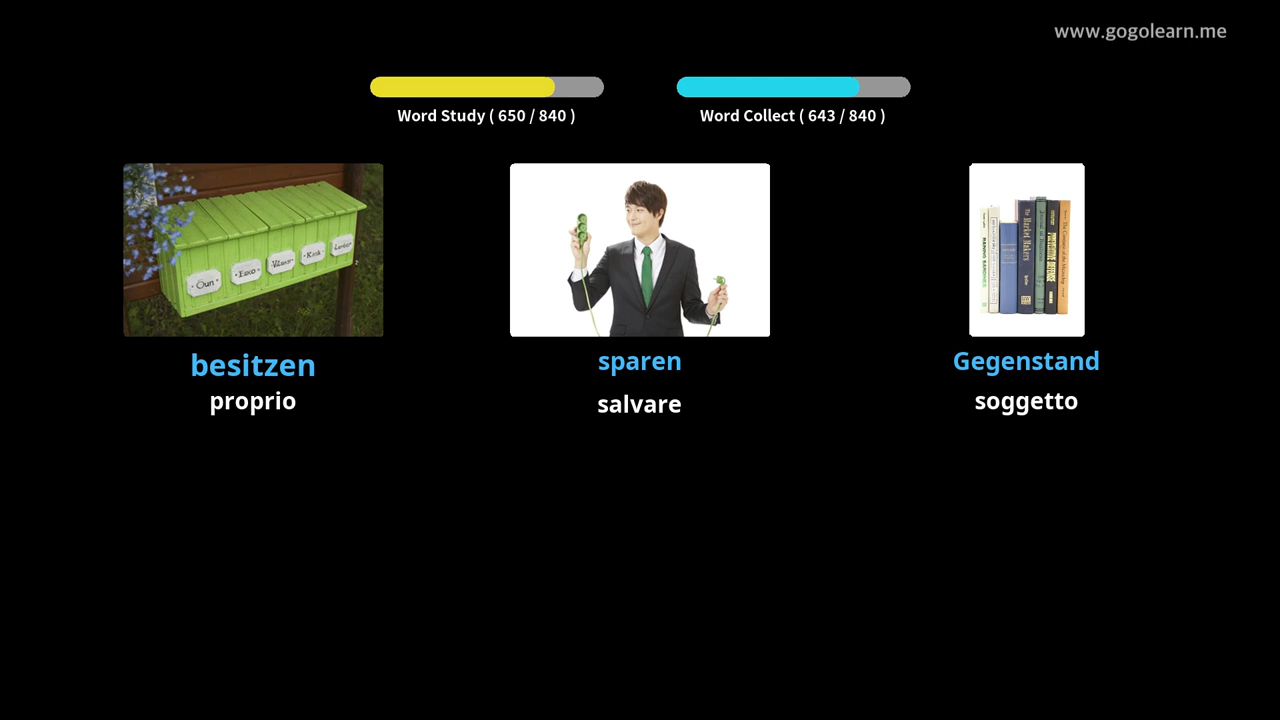 www.gogolearn.me
Word Study ( 650 / 840 )
Word Collect ( 643 / 840 )
besitzen
proprio
sparen
salvare
Gegenstand
soggetto